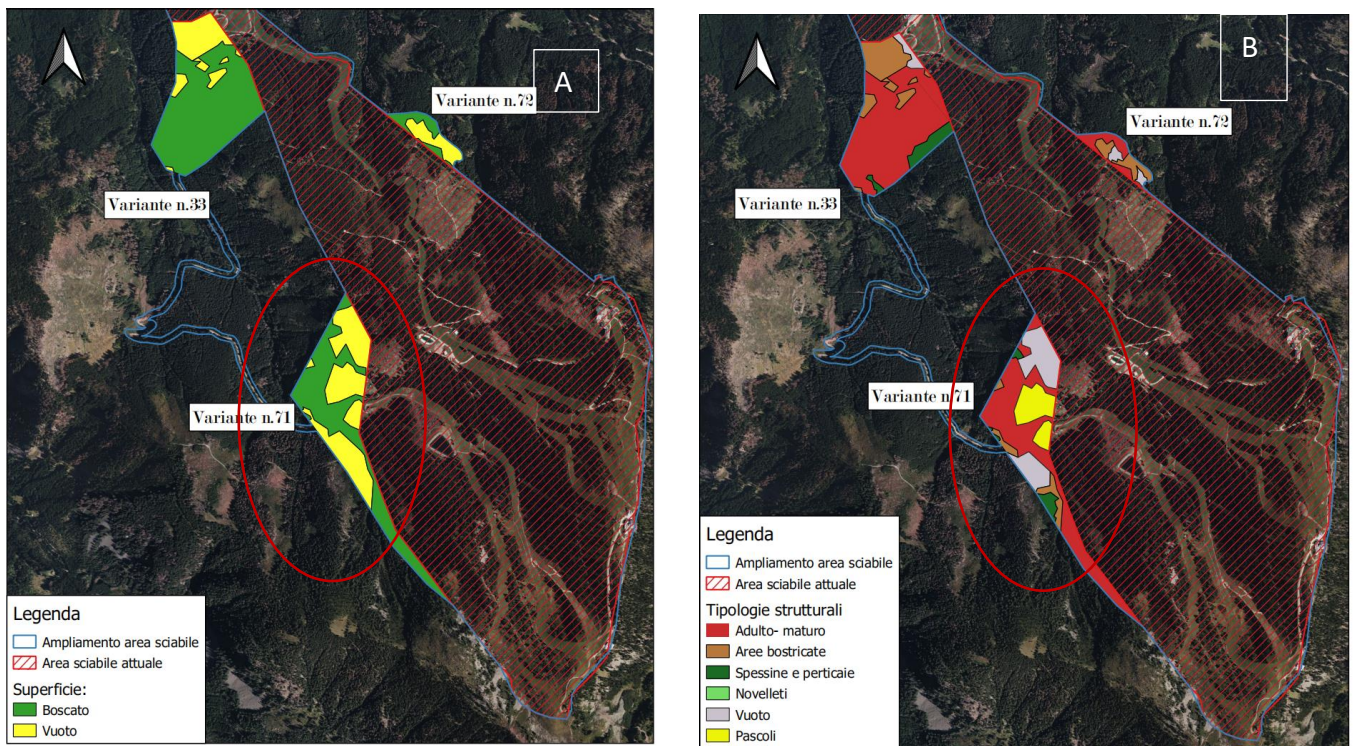 A
Variante n.72
Variante n.33
Variante n.71
Legenda
Ampliamento area sciabile
Area sciabile attuale
Superficie:
Boscato
Vuoto
B
Variante n.72
Variante n.33
Variante n.71
Legenda
Ampliamento area sciabile
Area sciabile attuale
Tipologie strutturali
Adulto- maturo
Aree bostricate
Spessine e perticaie
Novelleti
Vuoto
Pascoli